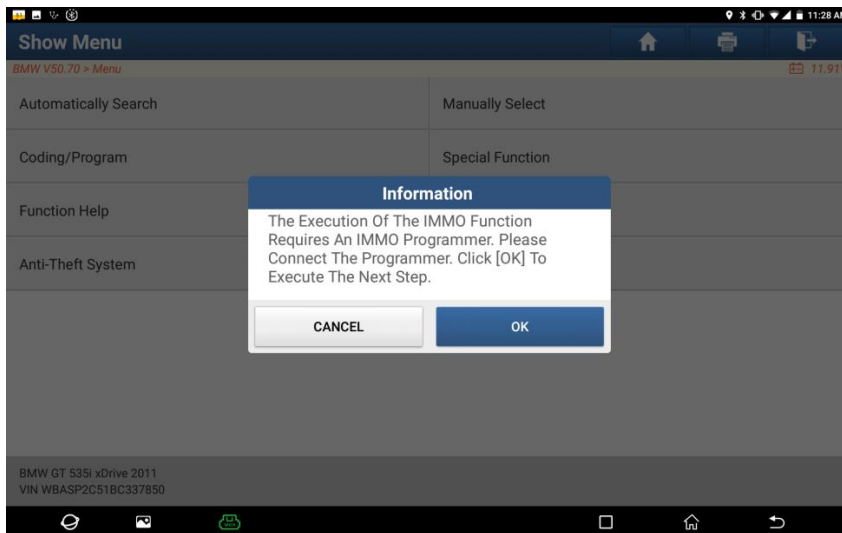 11:28 AM
Show Menu
BMW V50.70 > Menu
11.91
Automatically Search
Manually Select
Coding/Program
Special Function
Function Help
Anti-Theft System
Information
The Execution Of The IMMO Function
Requires An IMMO Programmer. Please
Connect The Programmer. Click [OK] To
Execute The Next Step.
CANCEL
OK
BMW GT 535i xDrive 2011
VIN WBASP2C51BC337850